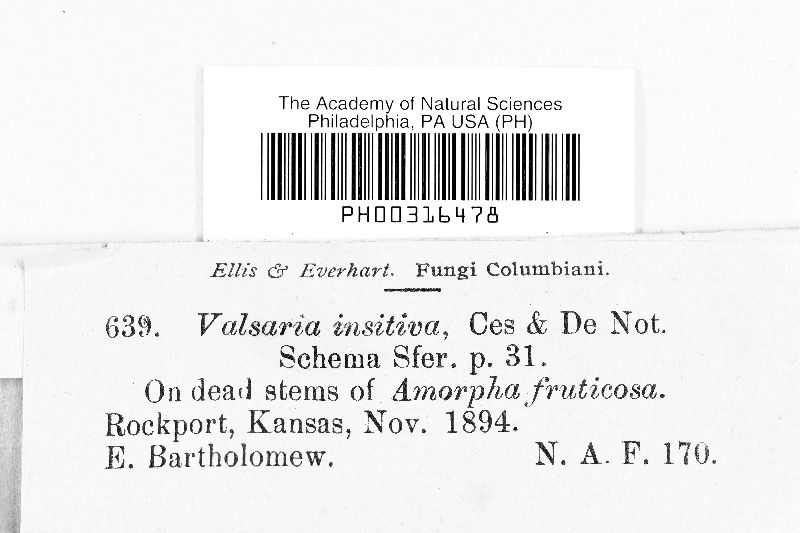 The Academy of Natural Sciences
Philadelphia, PA USA (PH)
PH00316478
Ellis & Everhart. Fungi Columbiani.
639. Valsaria insitiva, Ces & De Not.
Schema Sfer. p. 31.
On dead stems of Amorpha fruticosa.
Rockport, Kansas, Nov. 1894.
E. Bartholomew. N. A. F. 170.